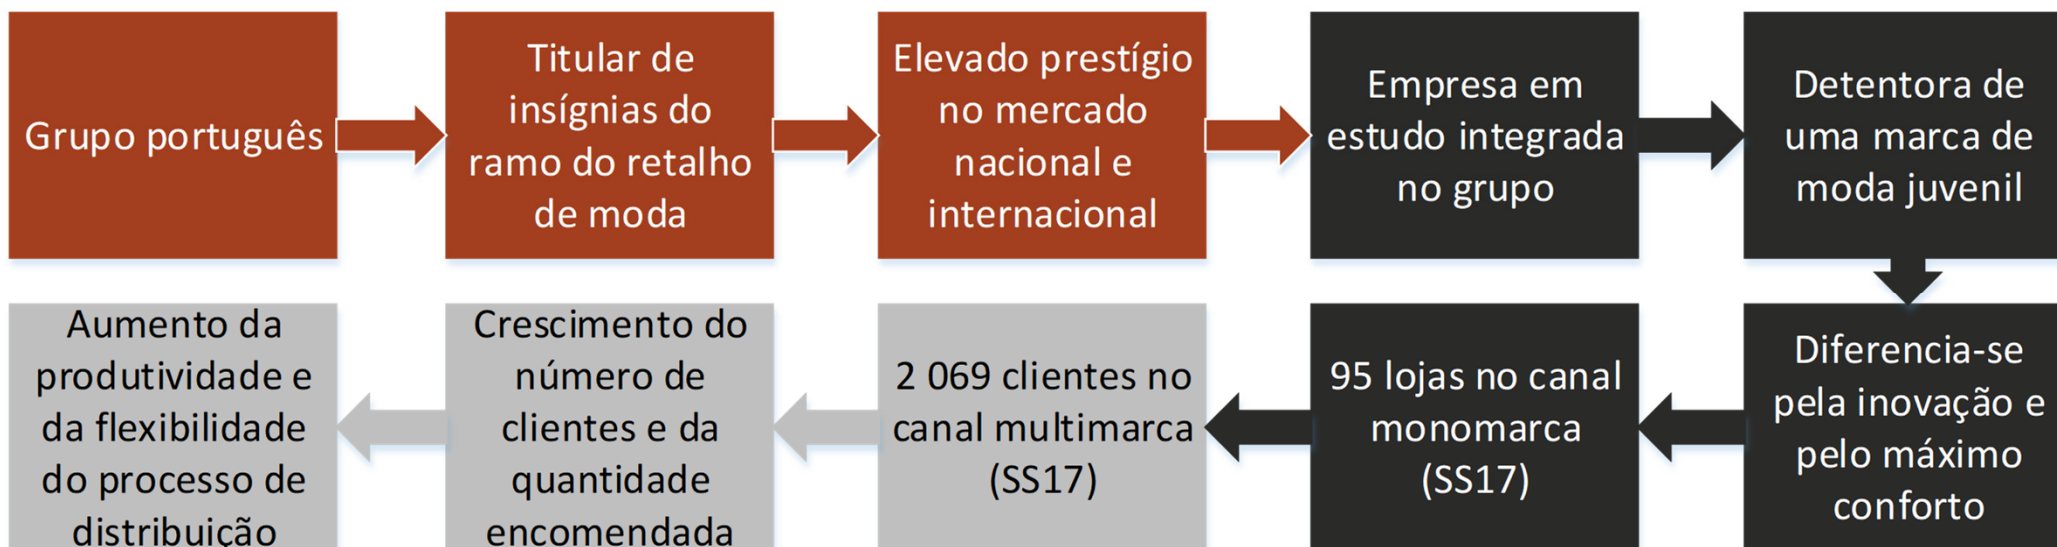 Grupo português
Titular de
insígnias do
ramo do retalho
de moda
Elevado prestígio
no mercado
nacional e
internacional
Empresa em
estudo integrada
no grupo
Detentora de
uma marca de
moda juvenil
Diferencia-se
pela inovação e
pelo máximo
conforto
95 lojas no canal
monomarca
(SS17)
2 069 clientes no
canal multimarca
(SS17)
Crescimento do
número de
clientes e da
quantidade
encomendada
Aumento da
produtividade e
da flexibilidade
do processo de
distribuição